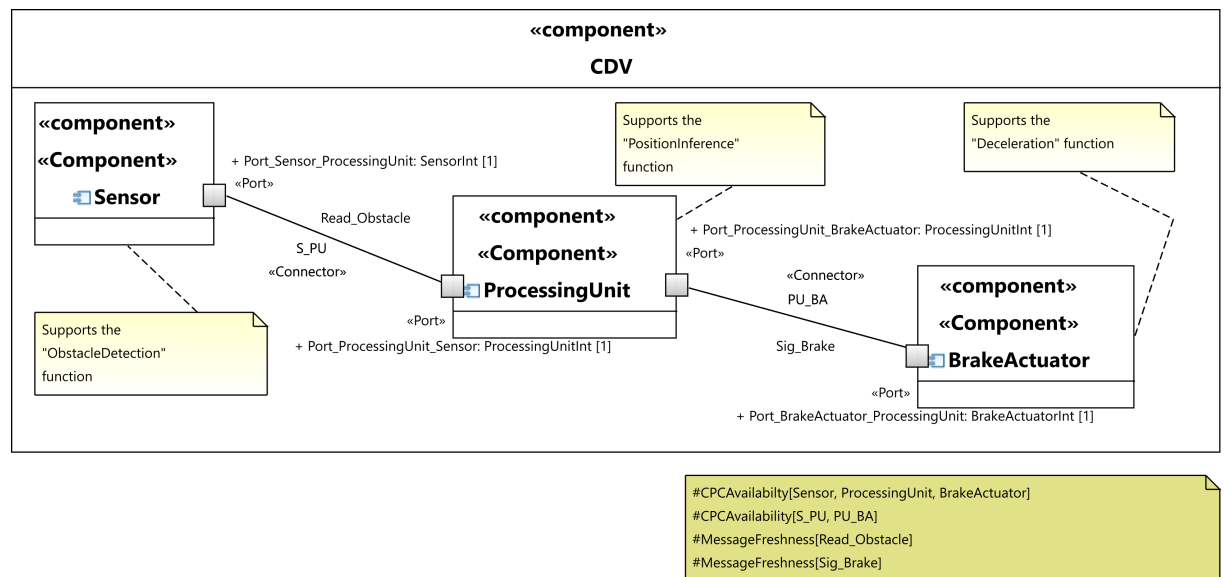 «component»
CDV
«component»
«Component»
Sensor
+ Port_Sensor_ProcessingUnit: SensorInt [1]
«Port»
Read_Obstacle
S_PU
«Connector»
Supports the
"ObstacleDetection"
function
«component»
«Component»
ProcessingUnit
«Port»
+ Port_ProcessingUnit_Sensor: ProcessingUnitInt [1]
Supports the
"PositionInference"
function
+ Port_ProcessingUnit_BrakeActuator: ProcessingUnitInt [1]
«Port»
«Connector»
PU_BA
Sig_Brake
Supports the
"Deceleration" function
«component»
«Component»
BrakeActuator
«Port»
+ Port_BrakeActuator_ProcessingUnit: BrakeActuatorInt [1]
#CPCAvailabilty[Sensor, ProcessingUnit, BrakeActuator]
#CPCAvailability[S_PU, PU_BA]
#MessageFreshness[Read_Obstacle]
#MessageFreshness[Sig_Brake]